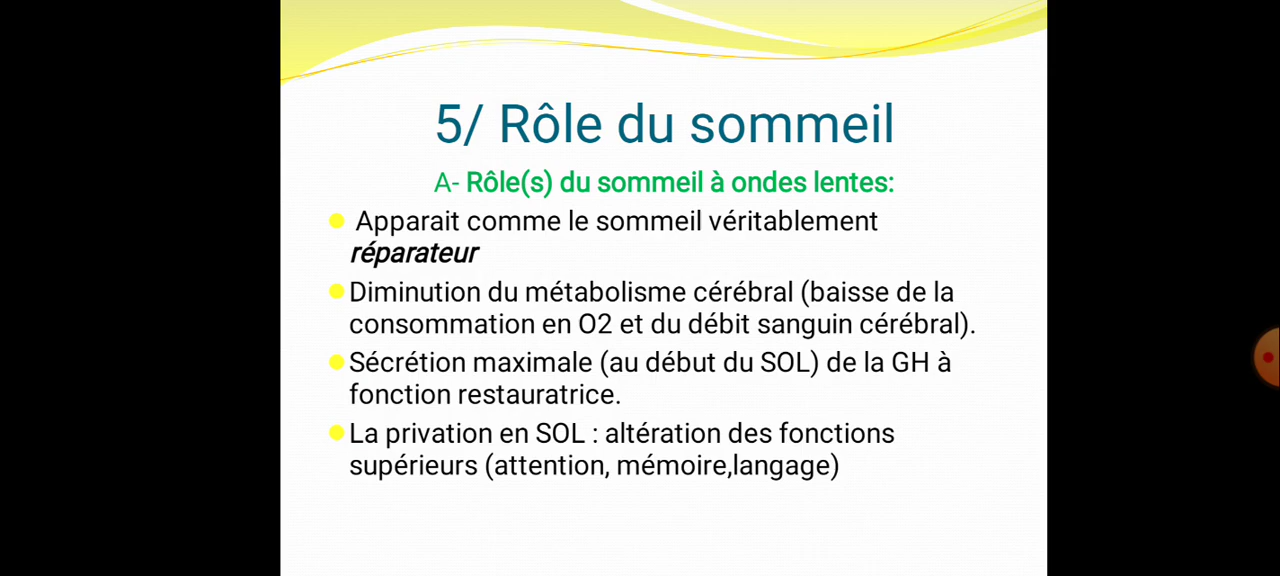 5/ Rôle du sommeil
A- Rôle(s) du sommeil à ondes lentes:
Apparait comme le sommeil véritablement
réparateur
Diminution du métabolisme cérébral (baisse de la
consommation en O2 et du débit sanguin cérébral).
Sécrétion maximale (au début du SOL) de la GH à
fonction restauratrice.
La privation en SOL : altération des fonctions
supérieurs (attention, mémoire,langage)